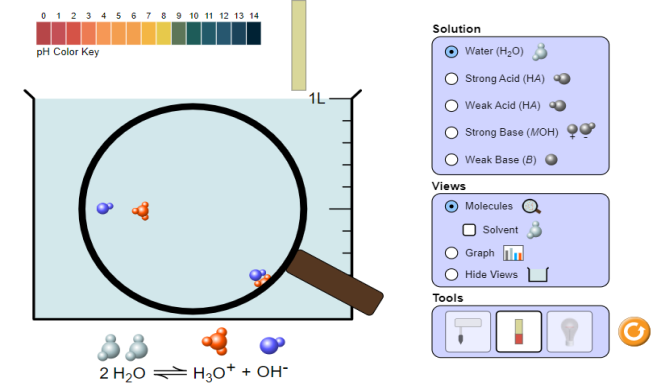 0 1 2 3 4 5 6 7 8 9 10 11 12 13 14
pH Color Key
1L
2 H₂O ⇌ H₃O⁺ + OH⁻
Solution
Water (H₂O)
Strong Acid (HA)
Weak Acid (HA)
Strong Base (MOH)
+ -
Weak Base (B)
Views
Molecules
Solvent
Graph
Hide Views
Tools